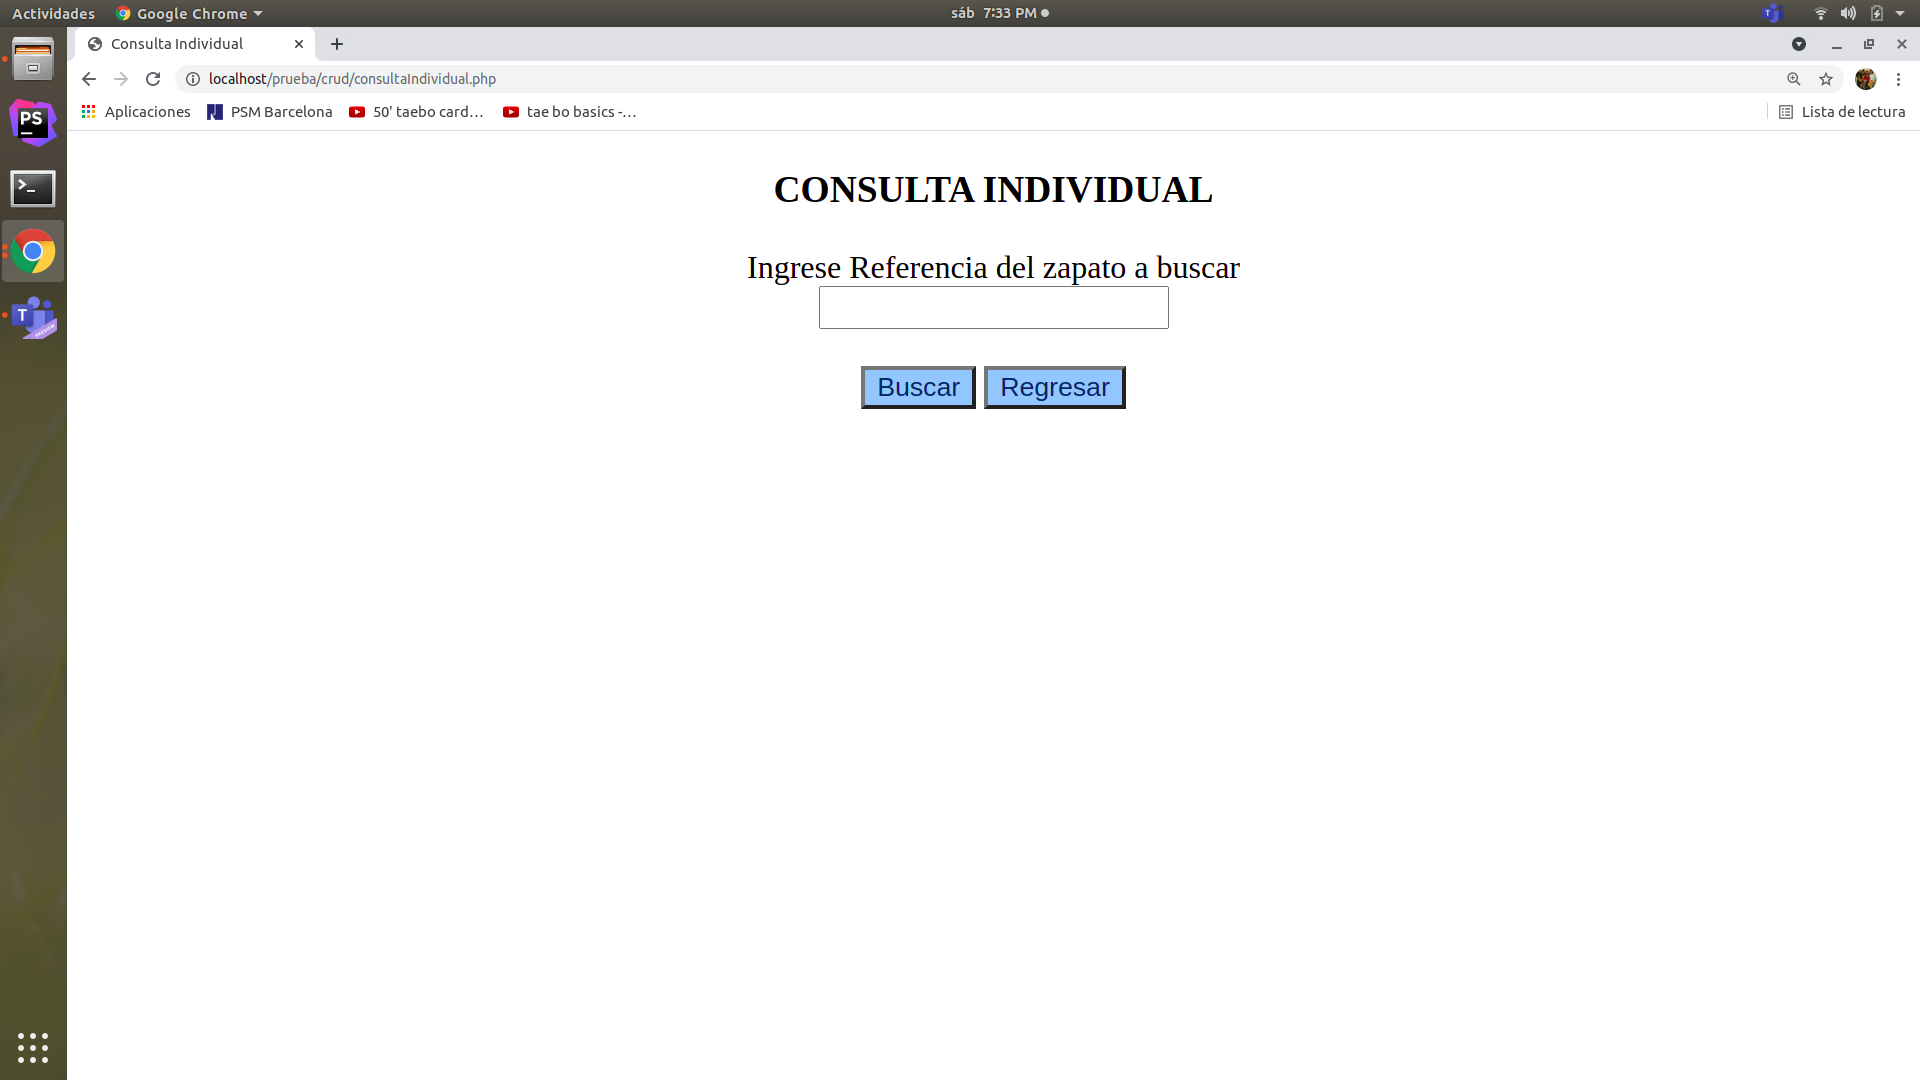 Actividades Google Chrome sáb 7:33 PM
Consulta Individual
localhost/prueba/crud/consultaIndividual.php
Aplicaciones PSM Barcelona 50' taebo card... tae bo basics -... Lista de lectura
PS
CONSULTA INDIVIDUAL
Ingrese Referencia del zapato a buscar
Buscar Regresar
T
PREVIEW